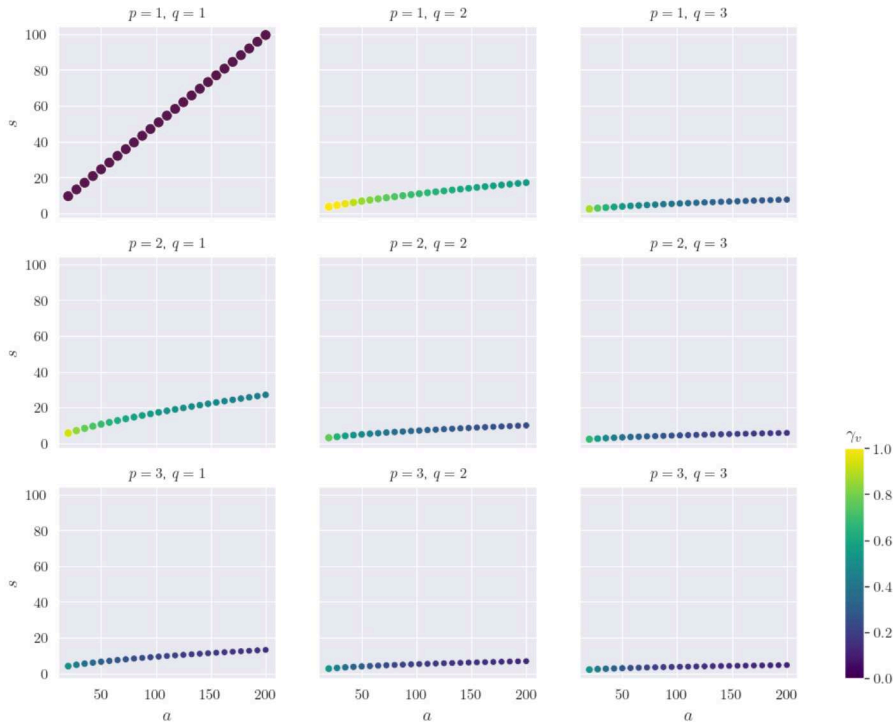 p = 1, q = 1
p = 1, q = 2
p = 1, q = 3
100
80
60
40
20
0
s
p = 2, q = 1
p = 2, q = 2
p = 2, q = 3
100
80
60
40
20
0
s
p = 3, q = 1
p = 3, q = 2
p = 3, q = 3
100
80
60
40
20
0
s
50 100 150 200
50 100 150 200
50 100 150 200
a
a
a
γv
1.0
0.8
0.6
0.4
0.2
0.0